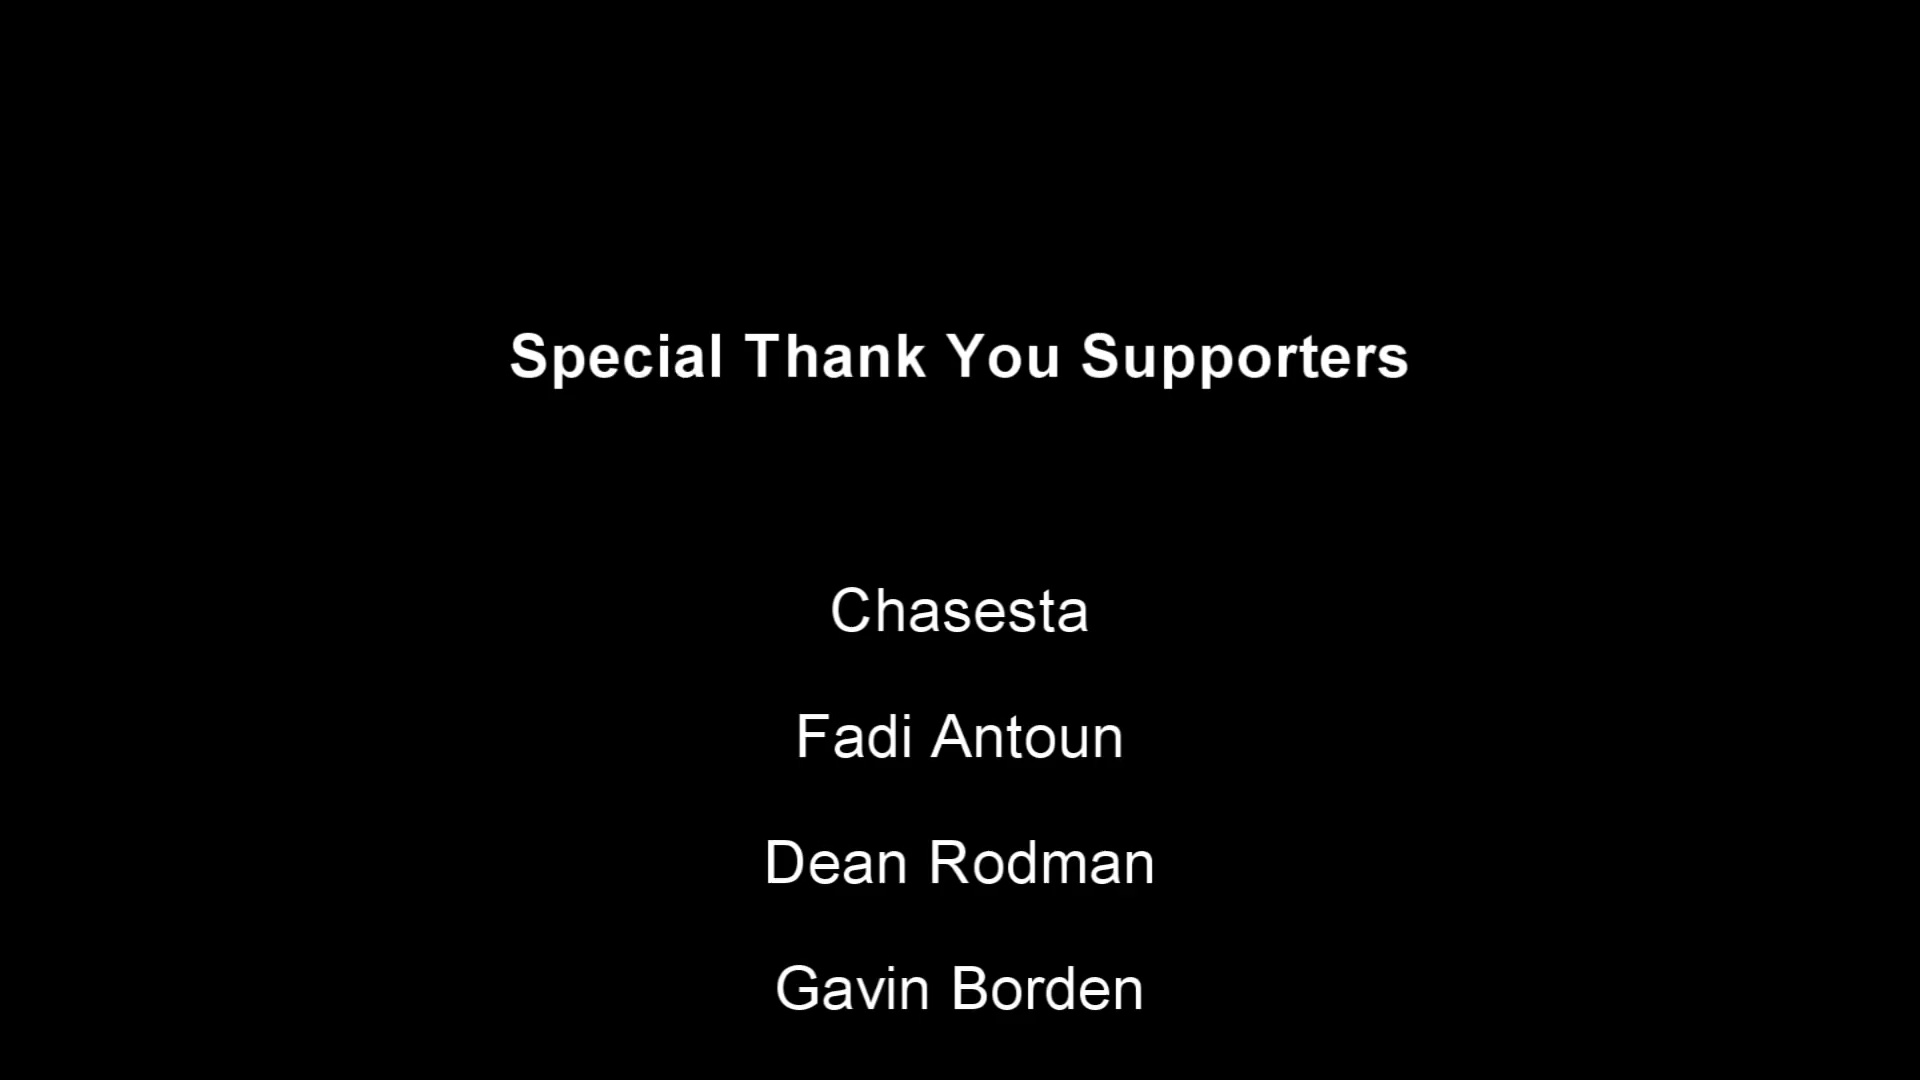 Special Thank You Supporters
Chasesta
Fadi Antoun
Dean Rodman
Gavin Borden